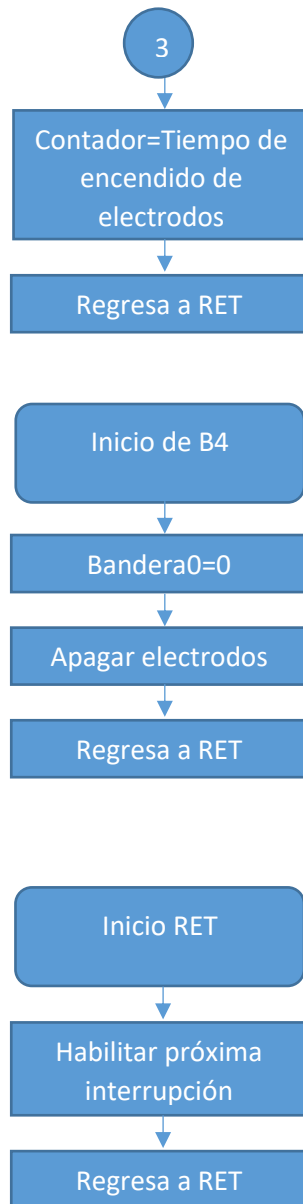 3
Contador=Tiempo de
encendido de
electrodos
Regresa a RET
Inicio de B4
Bandera0=0
Apagar electrodos
Regresa a RET
Inicio RET
Habilitar próxima
interrupción
Regresa a RET